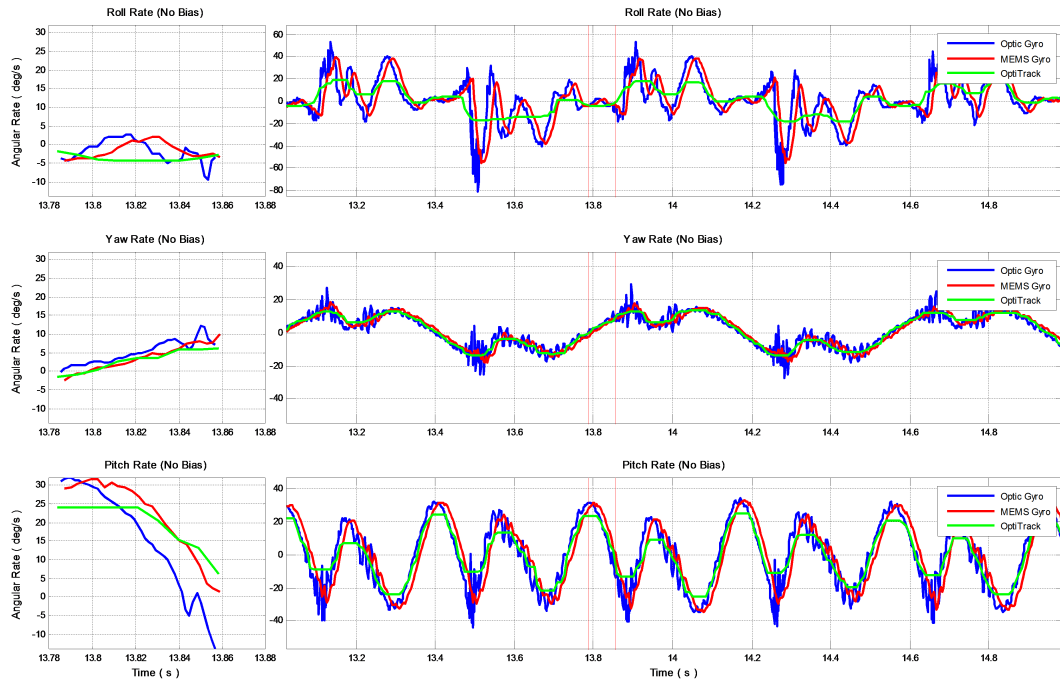 Roll Rate (No Bias)
Roll Rate (No Bias)
Angular Rate ( deg/s )
30
25
20
15
10
5
0
-5
-10
13.78 13.8 13.82 13.84 13.86 13.88
60
40
20
0
-20
-40
-60
-80
13.2 13.4 13.6 13.8 14 14.2 14.4 14.6 14.8
Optic Gyro
MEMS Gyro
OptiTrack
Yaw Rate (No Bias)
Yaw Rate (No Bias)
Angular Rate ( deg/s )
30
25
20
15
10
5
0
-5
-10
13.78 13.8 13.82 13.84 13.86 13.88
40
20
0
-20
-40
13.2 13.4 13.6 13.8 14 14.2 14.4 14.6 14.8
Optic Gyro
MEMS Gyro
OptiTrack
Pitch Rate (No Bias)
Pitch Rate (No Bias)
Angular Rate ( deg/s )
30
25
20
15
10
5
0
-5
-10
13.78 13.8 13.82 13.84 13.86 13.88
Time ( s )
40
20
0
-20
-40
13.2 13.4 13.6 13.8 14 14.2 14.4 14.6 14.8
Time ( s )
Optic Gyro
MEMS Gyro
OptiTrack